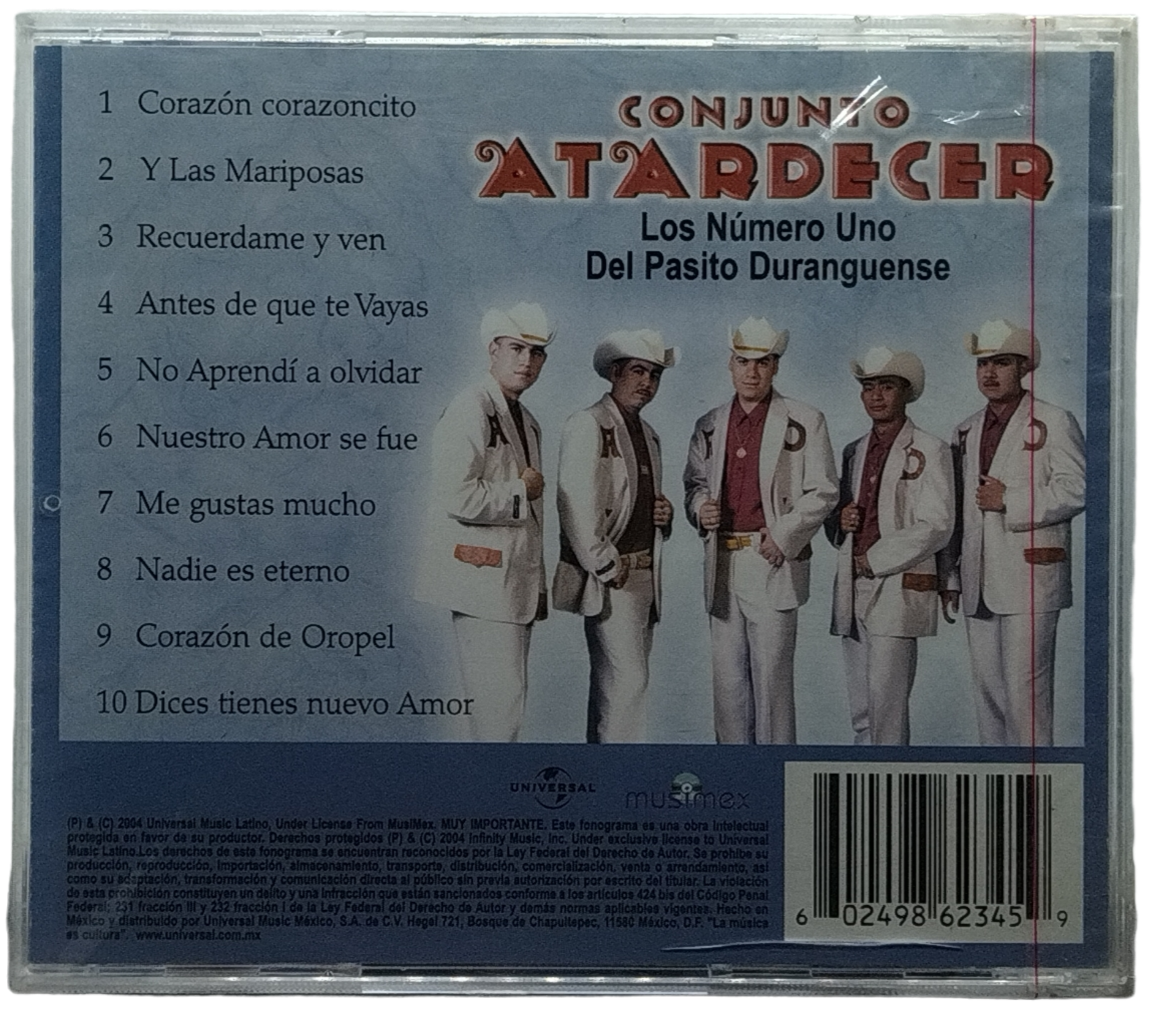 1 Corazón corazoncito
2 Y Las Mariposas
3 Recuerdame y ven
4 Antes de que te Vayas
5 No Aprendí a olvidar
6 Nuestro Amor se fue
7 Me gustas mucho
8 Nadie es eterno
9 Corazón de Oropel
10 Dices tienes nuevo Amor
CONJUNTO
ATARDECER
Los Número Uno
Del Pasito Duranguense
A
A
D
D
D
UNIVERSAL
musimex
(P) & (C) 2004 Universal Music Latino, Under License From MusiMex. MUY IMPORTANTE. Este fonograma es una obra intelectual
protegida en favor de su productor. Derechos protegidos (P) & (C) 2004 Infinity Music, Inc. Under exclusive license to Universal
Music Latino.Los derechos de este fonograma se encuentran reconocidos por la Ley Federal del Derecho de Autor. Se prohibe su
producción, reproducción, importación, almacenamiento, transporte, distribución, comercialización, venta o arrendamiento, así
como su adaptación, transformación y comunicación directa al público sin previa autorización por escrito del titular. La violación
de esta prohibición constituyen un delito y una infracción que están sancionados conforme a los artículos 424 bis del Código Penal
Federal; 231 fracción III y 232 fracción I de la Ley Federal del Derecho de Autor y demás normas aplicables vigentes. Hecho en
México y distribuido por Universal Music México, S.A. de C.V. Hegel 721, Bosque de Chapultepec, 11580 México, D.F. "La música
es cultura". www.universal.com.mx
6 02498 62345 9